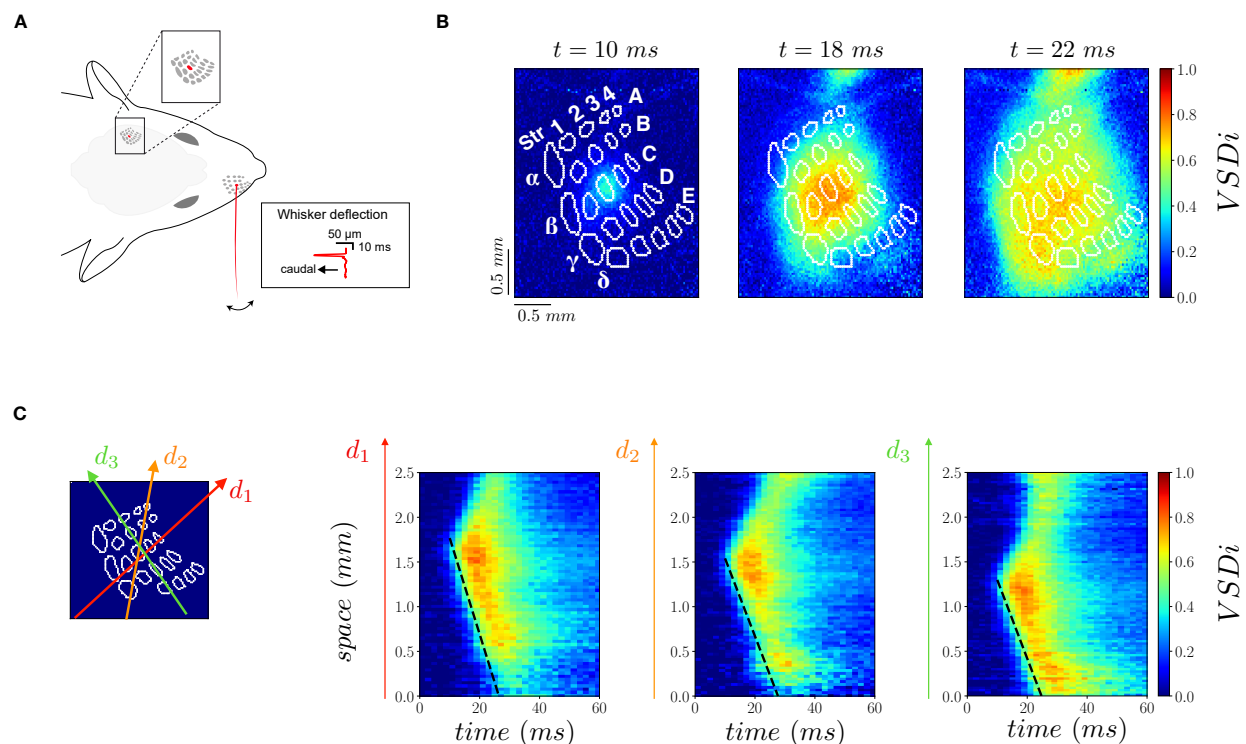 A
Whisker deflection
50 µm
10 ms
caudal
B
t = 10 ms
t = 18 ms
t = 22 ms
Str 1 2 3 4 A
B
C
D
E
α
β
γ
δ
0.5 mm
0.5 mm
1.0
0.8
0.6
0.4
0.2
0.0
VSDi
C
d3
d2
d1
d1
d2
d3
space (mm)
2.5
2.0
1.5
1.0
0.5
0.0
0 20 40 60
time (ms)
0 20 40 60
time (ms)
0 20 40 60
time (ms)
1.0
0.8
0.6
0.4
0.2
0.0
VSDi